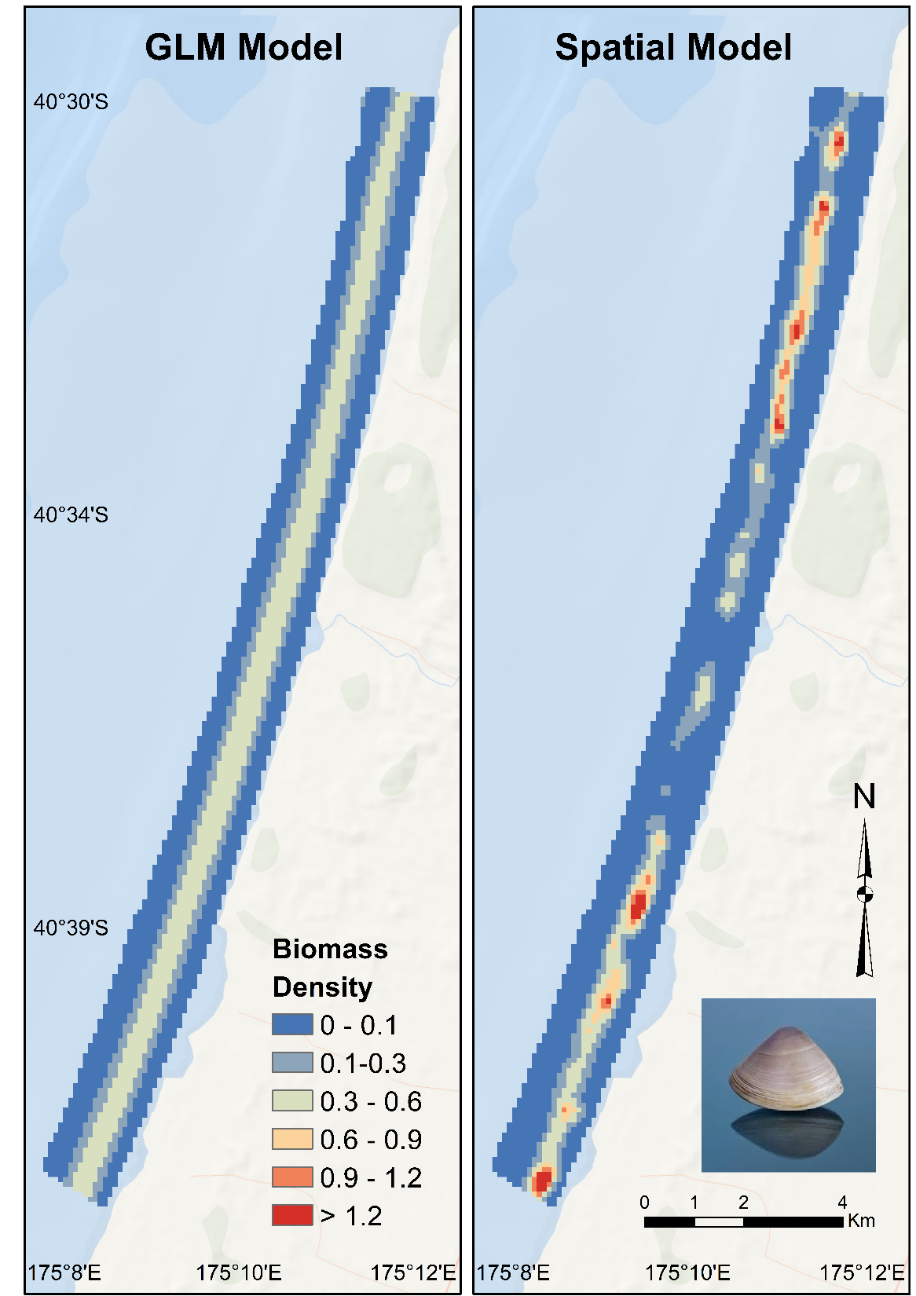 GLM Model
Spatial Model
40°30'S
40°34'S
40°39'S
Biomass
Density
0 - 0.1
0.1-0.3
0.3 - 0.6
0.6 - 0.9
0.9 - 1.2
> 1.2
N
0 1 2 4
Km
175°8'E 175°10'E 175°12'E
175°8'E 175°10'E 175°12'E